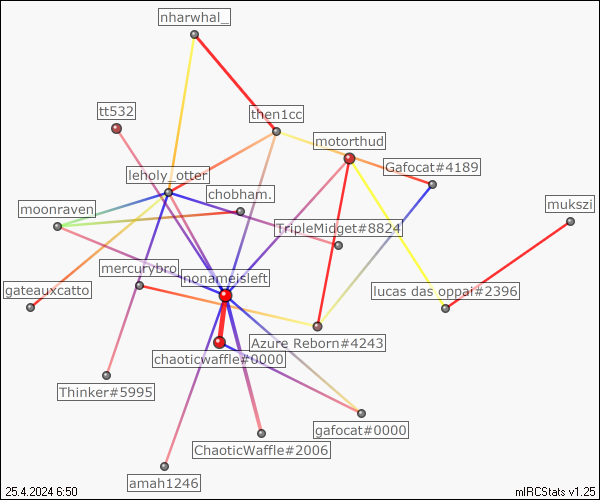 nharwhal_
tt532
then1cc
motorthud
Gafocat#4189
leholy_otter
chobham.
mukszi
moonraven
TripleMidget#8824
mercurybro
nonameisleft
gateauxcatto
lucas das oppai#2396
Azure Reborn#4243
chaoticwaffle#0000
Thinker#5995
gafocat#0000
ChaoticWaffle#2006
amah1246
25.4.2024 6:50
mIRCStats v1.25